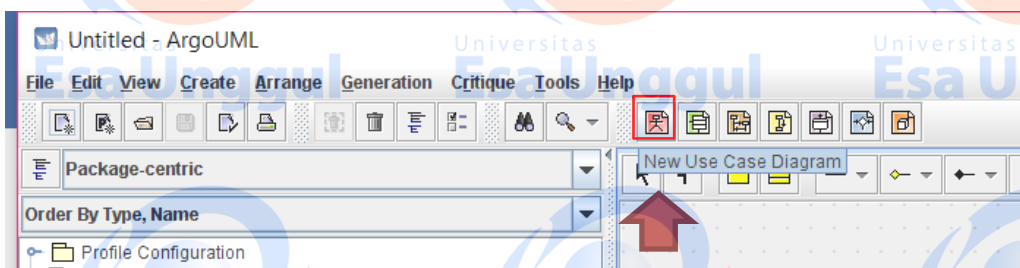 Untitled - ArgoUML
Universitas
Universitas
Esa Unggul
Esa U
File Edit View Create Arrange Generation Critique Tools Help
Package-centric
New Use Case Diagram
Order By Type, Name
Profile Configuration